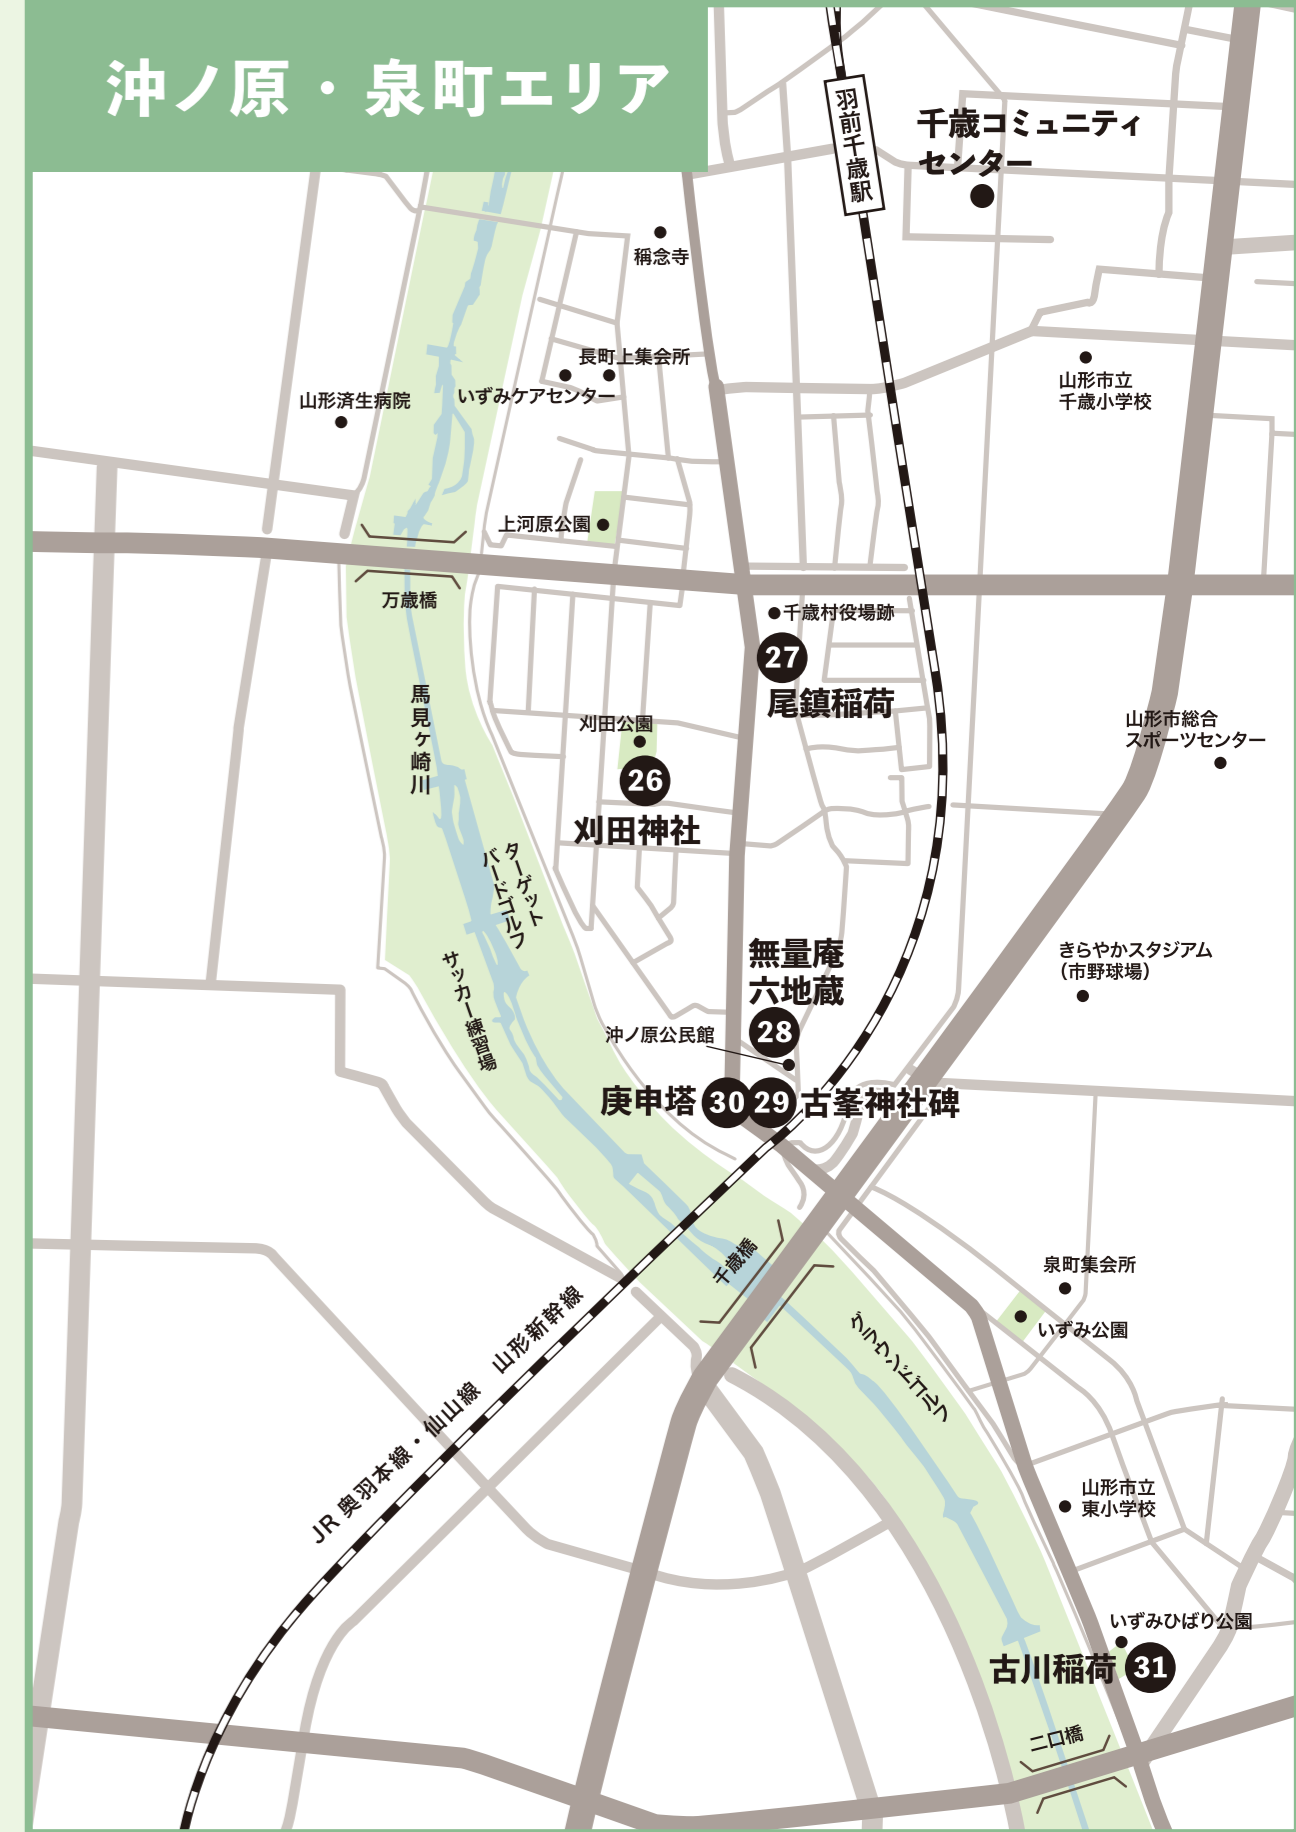 沖ノ原・泉町エリア
羽前千歳駅
千歳コミュニティ
センター
稱念寺
長町上集会所
いずみケアセンター
山形済生病院
山形市立
千歳小学校
上河原公園
万歳橋
千歳村役場跡
27
尾鎮稲荷
馬見ヶ崎川
刈田公園
26
刈田神社
山形市総合
スポーツセンター
ターゲット
バードゴルフ
サッカー練習場
無量庵
六地蔵
28
沖ノ原公民館
きらやかスタジアム
（市野球場）
庚申塔
30
29
古峯神社碑
千歳橋
泉町集会所
いずみ公園
グラウンドゴルフ
JR 奥羽本線・仙山線　山形新幹線
山形市立
東小学校
いずみひばり公園
古川稲荷
31
二口橋